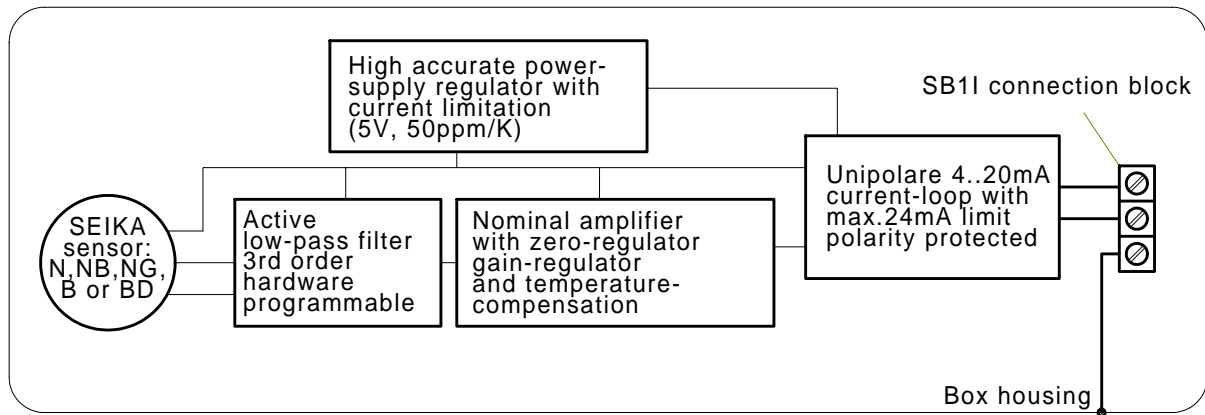 High accurate power-
supply regulator with
current limitation
(5V, 50ppm/K)
SB1I connection block
SEIKA
sensor:
N,NB,NG,
B or BD
Active
low-pass filter
3rd order
hardware
programmable
Nominal amplifier
with zero-regulator
gain-regulator
and temperature-
compensation
Unipolare 4..20mA
current-loop with
max.24mA limit
polarity protected
Box housing